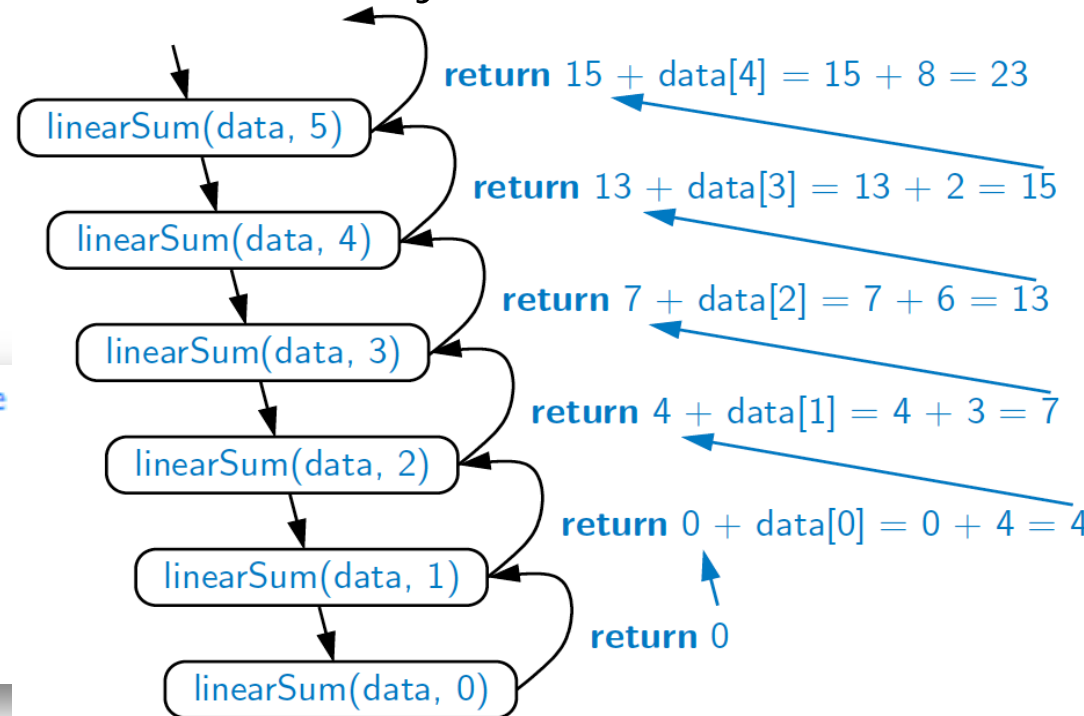 return 15 + data[4] = 15 + 8 = 23
linearSum(data, 5)
return 13 + data[3] = 13 + 2 = 15
linearSum(data, 4)
return 7 + data[2] = 7 + 6 = 13
linearSum(data, 3)
return 4 + data[1] = 4 + 3 = 7
linearSum(data, 2)
return 0 + data[0] = 0 + 4 = 4
linearSum(data, 1)
return 0
linearSum(data, 0)